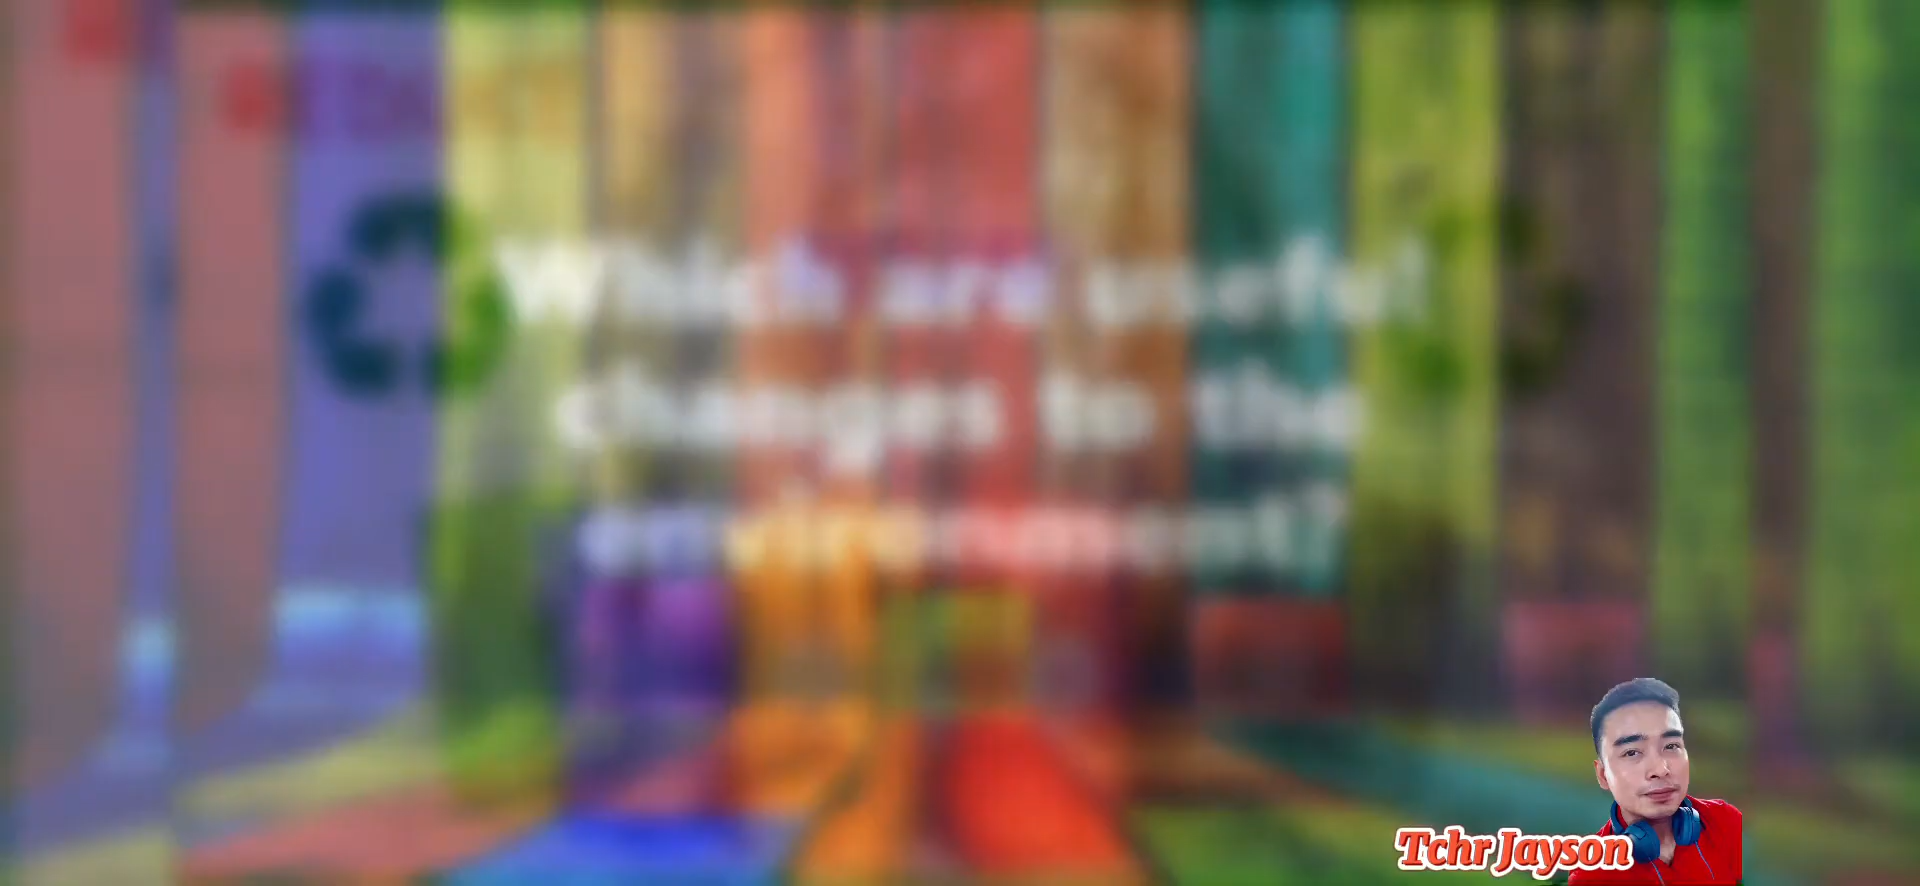 Which are useful
changes to the
environment?
Tchr Jayson